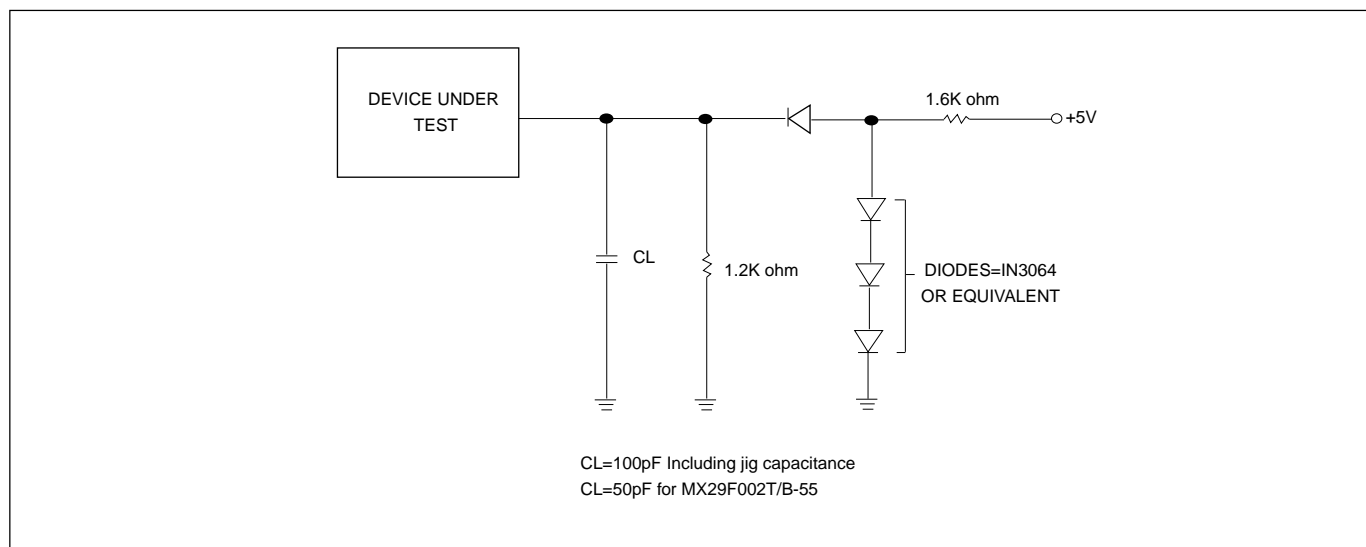 DEVICE UNDER
TEST
1.6K ohm
+5V
CL
1.2K ohm
DIODES=IN3064
OR EQUIVALENT
CL=100pF Including jig capacitance
CL=50pF for MX29F002T/B-55